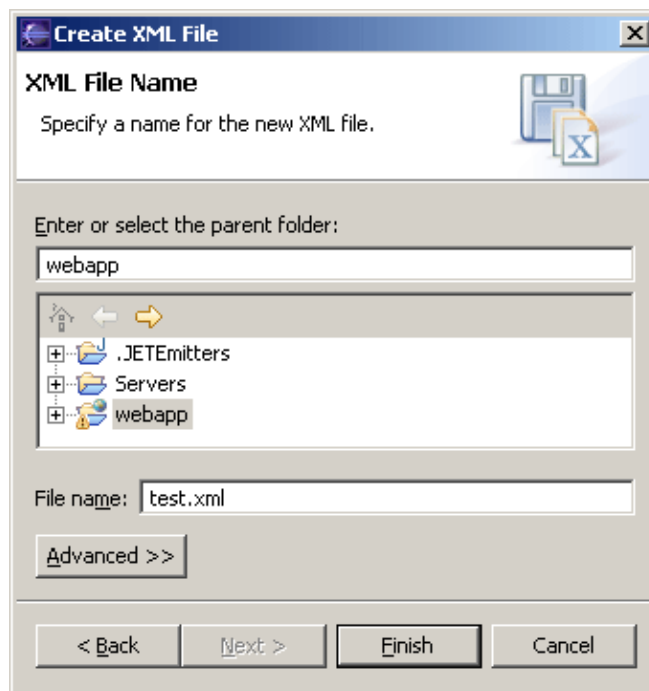 Create XML File
XML File Name
Specify a name for the new XML file.
X
Enter or select the parent folder:
webapp
.JETEmitters
Servers
webapp
File name: test.xml
Advanced >>
< Back Next > Finish Cancel